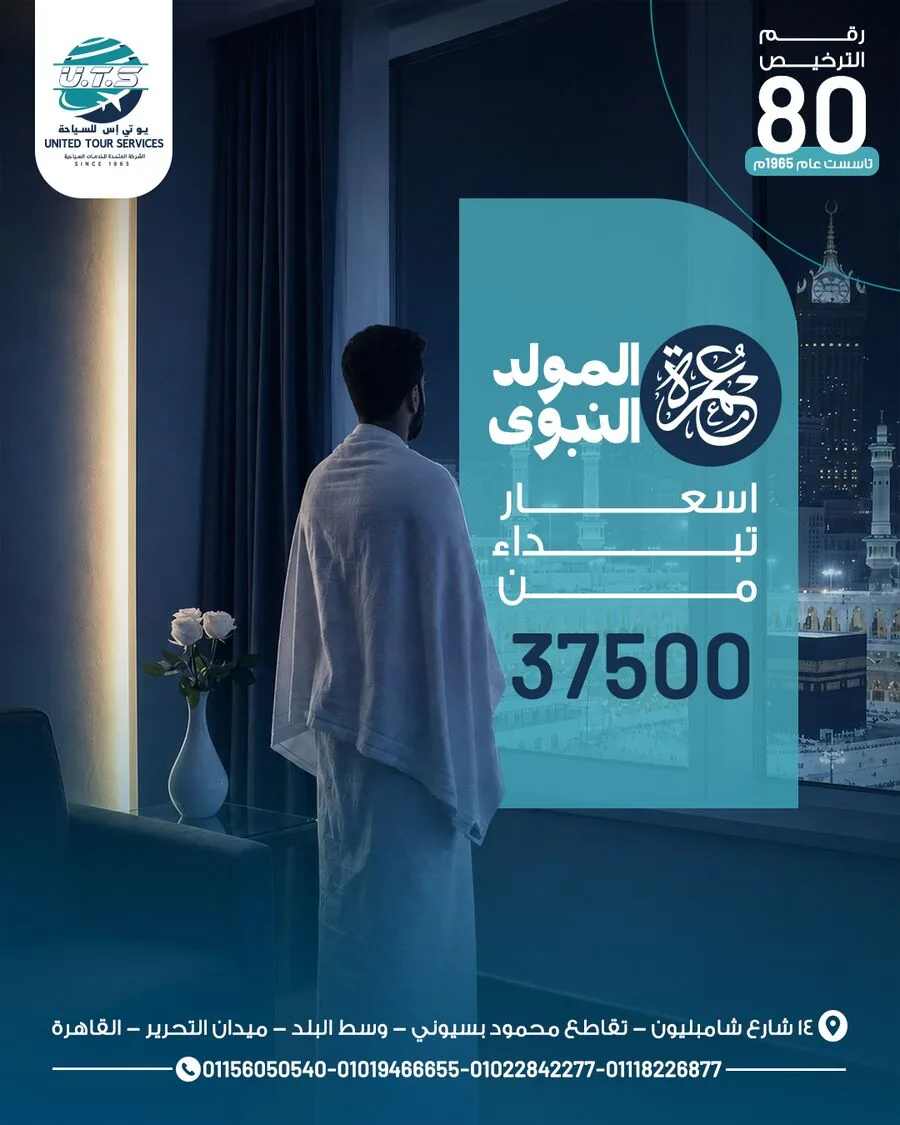 U.T.S
يو تي إس للسياحة
UNITED TOUR SERVICES
الشركة المتحدة للخدمات السياحية
SINCE 1965
رقم
الترخيص
80
تاسست عام 1965م
عمرة
المولد
النبوى
اسعار
تبداء
من
37500
١٤ شارع شامبليون – تقاطع محمود بسيوني – وسط البلد – ميدان التحرير – القاهرة
01156050540-01019466655-01022842277-01118226877